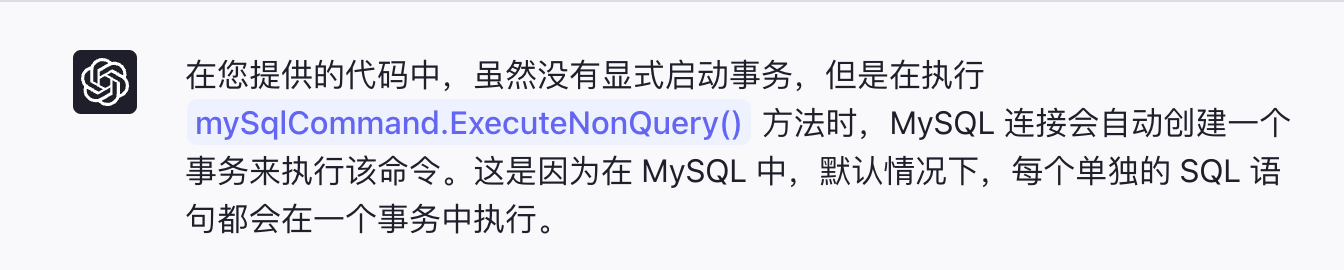 在您提供的代码中，虽然没有显式启动事务，但是在执行
mySqlCommand.ExecuteNonQuery() 方法时，MySQL 连接会自动创建一个
事务来执行该命令。这是因为在 MySQL 中，默认情况下，每个单独的 SQL 语
句都会在一个事务中执行。